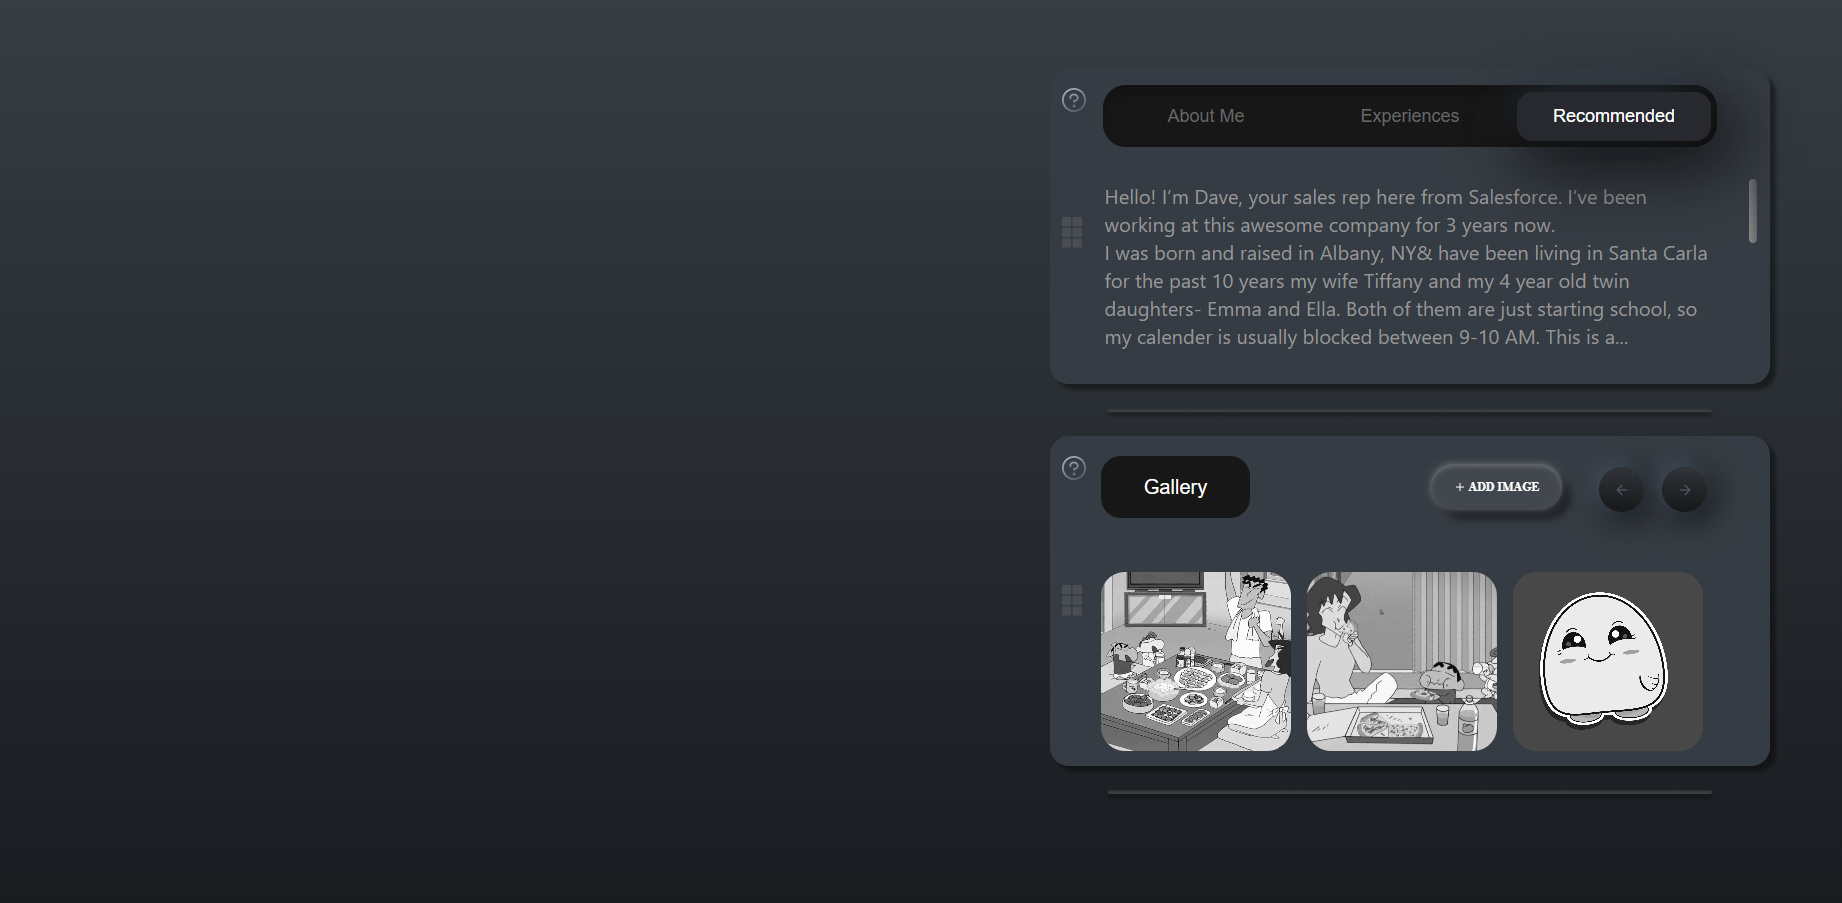 About Me
Experiences
Recommended
Hello! I’m Dave, your sales rep here from Salesforce. I’ve been
working at this awesome company for 3 years now.
I was born and raised in Albany, NY& have been living in Santa Carla
for the past 10 years my wife Tiffany and my 4 year old twin
daughters- Emma and Ella. Both of them are just starting school, so
my calender is usually blocked between 9-10 AM. This is a...
Gallery
+ ADD IMAGE